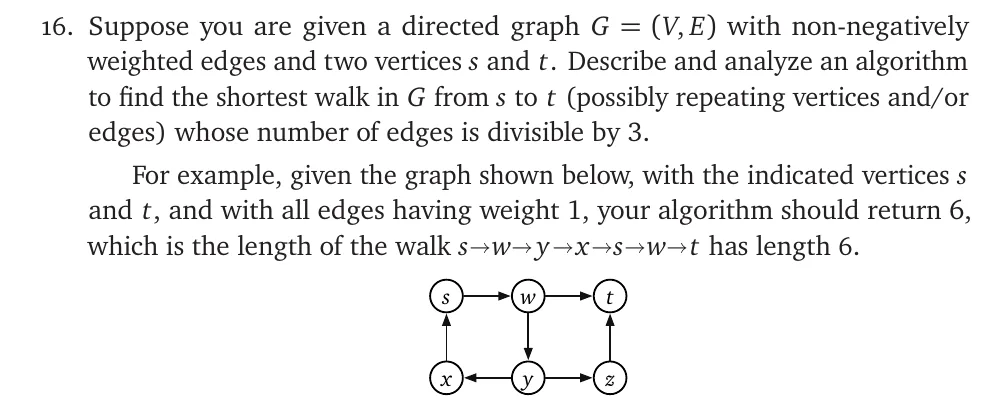 16. Suppose you are given a directed graph G = (V, E) with non-negatively
weighted edges and two vertices s and t. Describe and analyze an algorithm
to find the shortest walk in G from s to t (possibly repeating vertices and/or
edges) whose number of edges is divisible by 3.
For example, given the graph shown below, with the indicated vertices s
and t, and with all edges having weight 1, your algorithm should return 6,
which is the length of the walk s→w→y→x→s→w→t has length 6.
s w t
x y z